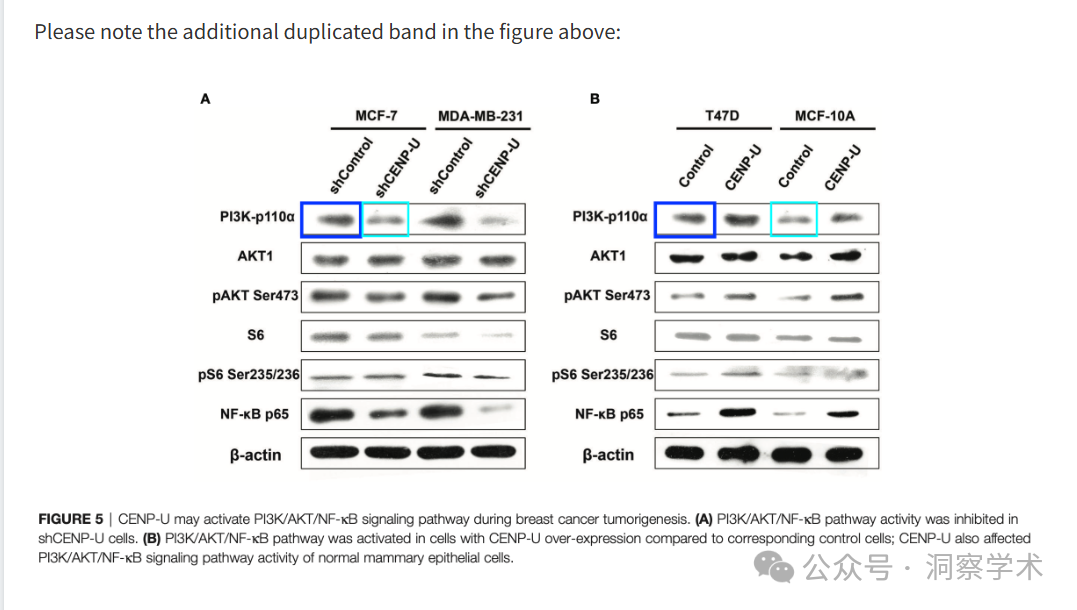 Please note the additional duplicated band in the figure above:
A
MCF-7 MDA-MB-231
shControl shCENP-U shControl shCENP-U
PI3K-p110α
AKT1
pAKT Ser473
S6
pS6 Ser235/236
NF-κB p65
β-actin
B
T47D MCF-10A
Control CENP-U Control CENP-U
PI3K-p110α
AKT1
pAKT Ser473
S6
pS6 Ser235/236
NF-κB p65
β-actin
FIGURE 5 | CENP-U may activate PI3K/AKT/NF-κB signaling pathway during breast cancer tumorigenesis. (A) PI3K/AKT/NF-κB pathway activity was inhibited in
shCENP-U cells. (B) PI3K/AKT/NF-κB pathway was activated in cells with CENP-U over-expression compared to corresponding control cells; CENP-U also affected
PI3K/AKT/NF-κB signaling pathway activity of normal mammary epithelial cells.
公众号 · 洞察学术